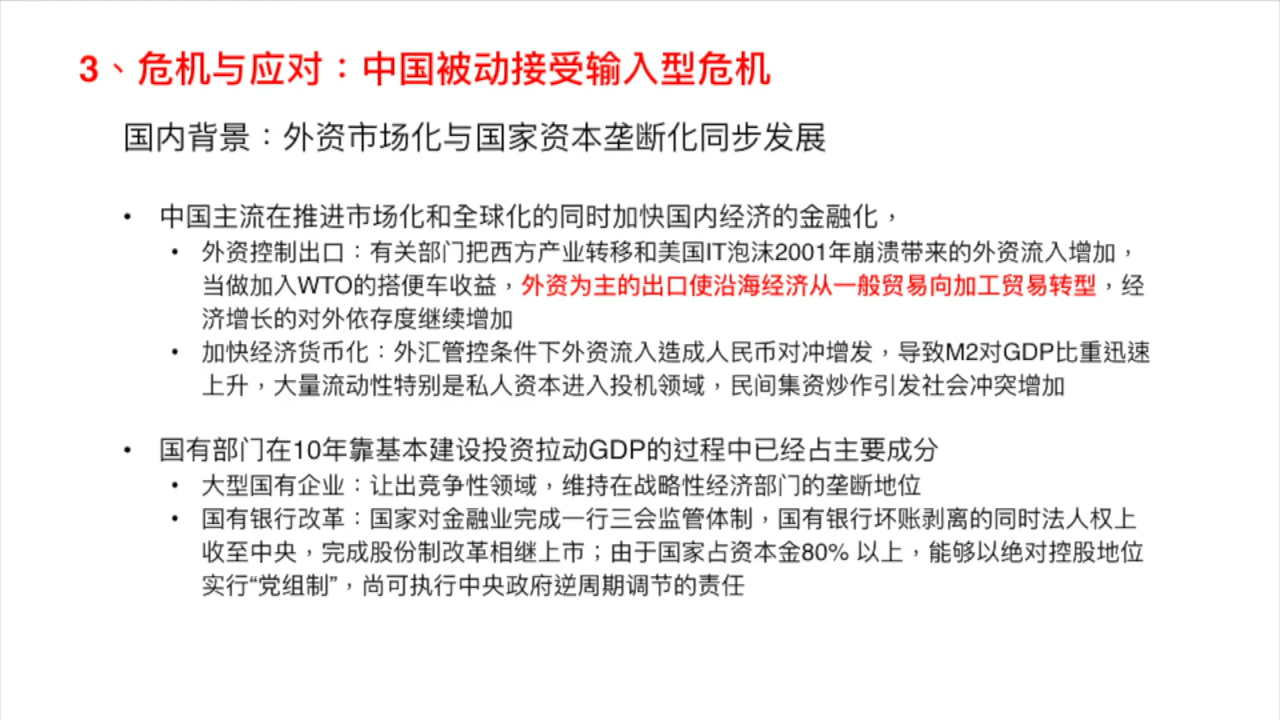 3、危机与应对：中国被动接受输入型危机
国内背景：外资市场化与国家资本垄断化同步发展
• 中国主流在推进市场化和全球化的同时加快国内经济的金融化，
• 外资控制出口：有关部门把西方产业转移和美国IT泡沫2001年崩溃带来的外资流入增加，
当做加入WTO的搭便车收益，外资为主的出口使沿海经济从一般贸易向加工贸易转型，经
济增长的对外依存度继续增加
• 加快经济货币化：外汇管控条件下外资流入造成人民币对冲增发，导致M2对GDP比重迅速
上升，大量流动性特别是私人资本进入投机领域，民间集资炒作引发社会冲突增加
• 国有部门在10年靠基本建设投资拉动GDP的过程中已经占主要成分
• 大型国有企业：让出竞争性领域，维持在战略性经济部门的垄断地位
• 国有银行改革：国家对金融业完成一行三会监管体制，国有银行坏账剥离的同时法人权上
收至中央，完成股份制改革相继上市；由于国家占资本金80% 以上，能够以绝对控股地位
实行“党组制”，尚可执行中央政府逆周期调节的责任